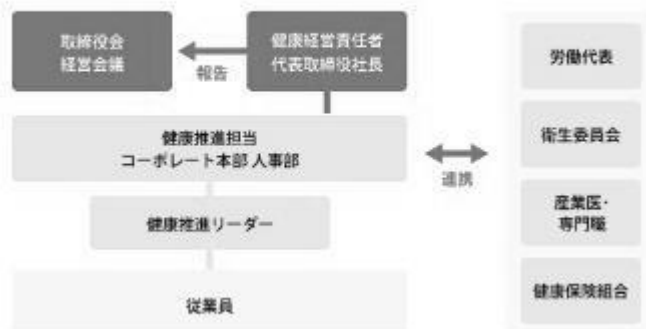 取締役会
経営会議
報告
健康経営責任者
代表取締役社長
健康推進担当
コーポレート本部 人事部
健康推進リーダー
従業員
連携
労働代表
衛生委員会
産業医・
専門職
健康保険組合